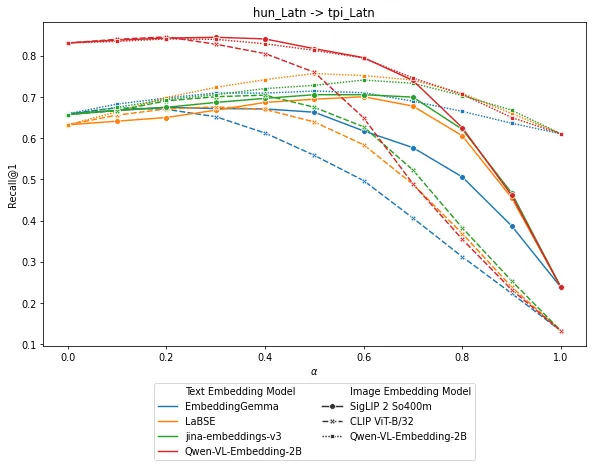 hun_Latn -> tpi_Latn
Recall@1
0.8
0.7
0.6
0.5
0.4
0.3
0.2
0.1
0.0 0.2 0.4 0.6 0.8 1.0
α
Text Embedding Model Image Embedding Model
EmbeddingGemma SigLIP 2 So400m
LaBSE CLIP ViT-B/32
jina-embeddings-v3 Qwen-VL-Embedding-2B
Qwen-VL-Embedding-2B